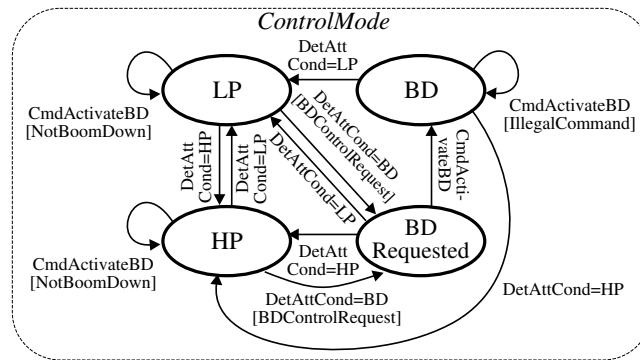 ControlMode
DetAtt
Cond=LP
LP
BD
CmdActivateBD
[NotBoomDown]
CmdActivateBD
[IllegalCommand]
DetAttCond=BD
[BDControlRequest]
DetAttCond=LP
DetAtt
Cond=HP
DetAtt
Cond=LP
CmdActi-
vateBD
HP
BD
Requested
DetAtt
Cond=HP
CmdActivateBD
[NotBoomDown]
DetAttCond=BD
[BDControlRequest]
DetAttCond=HP